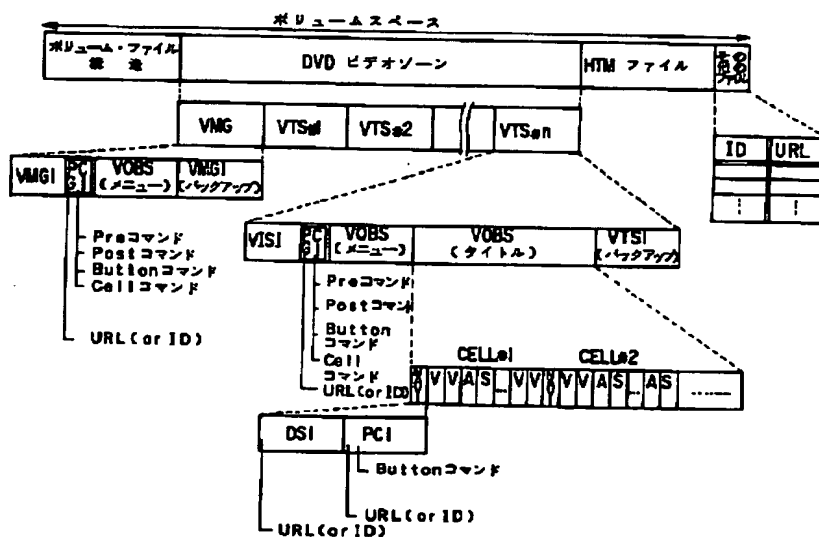 ボリュームスペース
ボリューム・ファイル構造
DVD ビデオゾーン
HTM ファイル
VMG
VTS#1
VTS#2
VTS#n
ID
URL
VMGI
PCGI
VOBS
(メニュー)
VMGI
(バックアップ)
Preコマンド
Postコマンド
Buttonコマンド
Cellコマンド
URL(or ID)
VTSI
PCGI
VOBS
(メニュー)
VOBS
(タイトル)
VTSI
(バックアップ)
Preコマンド
Postコマンド
Button
コマンド
Cell
コマンド
URL(or ID)
CELL#1
CELL#2
V V A S … V V
V V A S … A S
………
DSI
PCI
Buttonコマンド
URL(or ID)
URL(or ID)